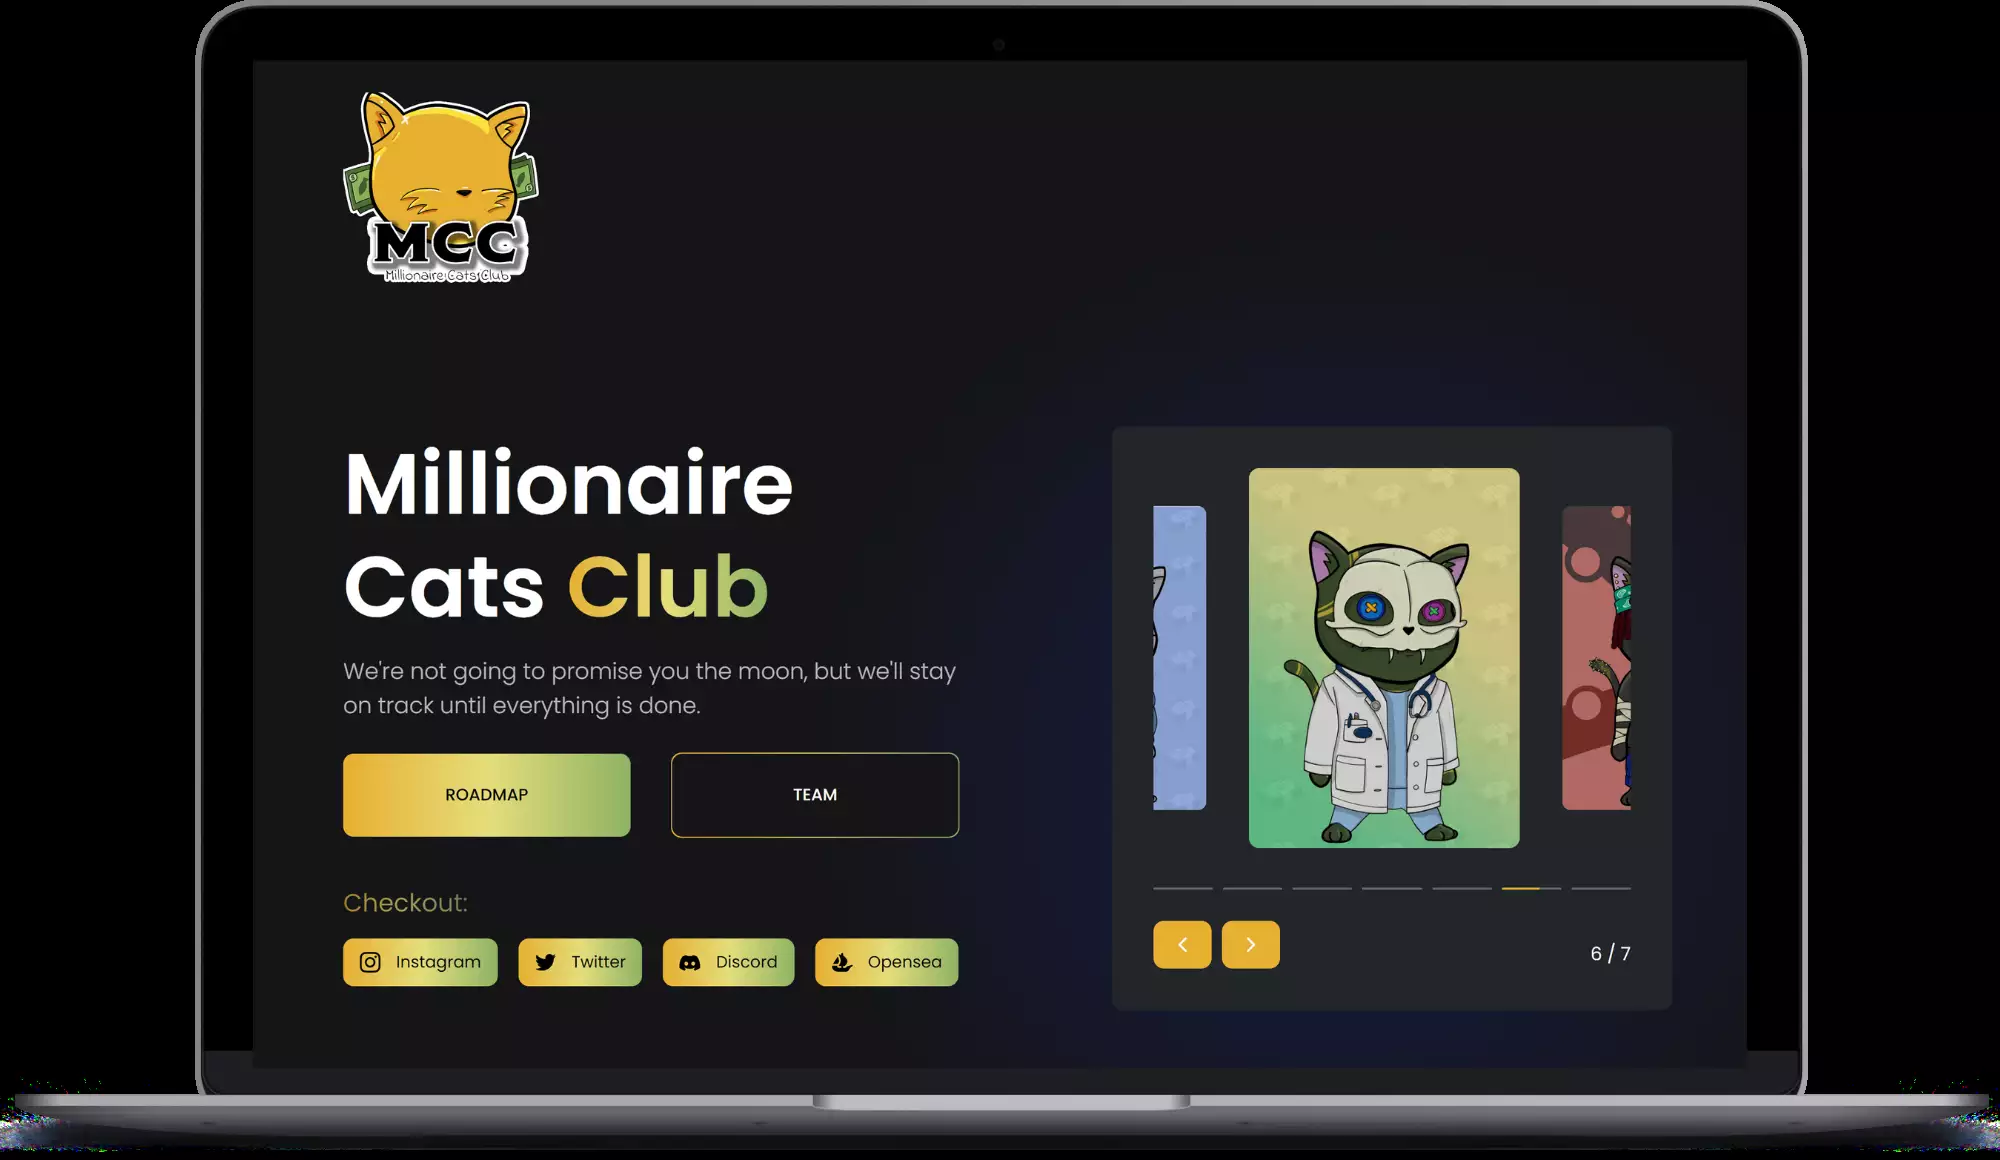 MCC
Millionaire Cats Club
Millionaire
Cats Club
We're not going to promise you the moon, but we'll stay
on track until everything is done.
ROADMAP
TEAM
Checkout:
Instagram
Twitter
Discord
Opensea
6 / 7